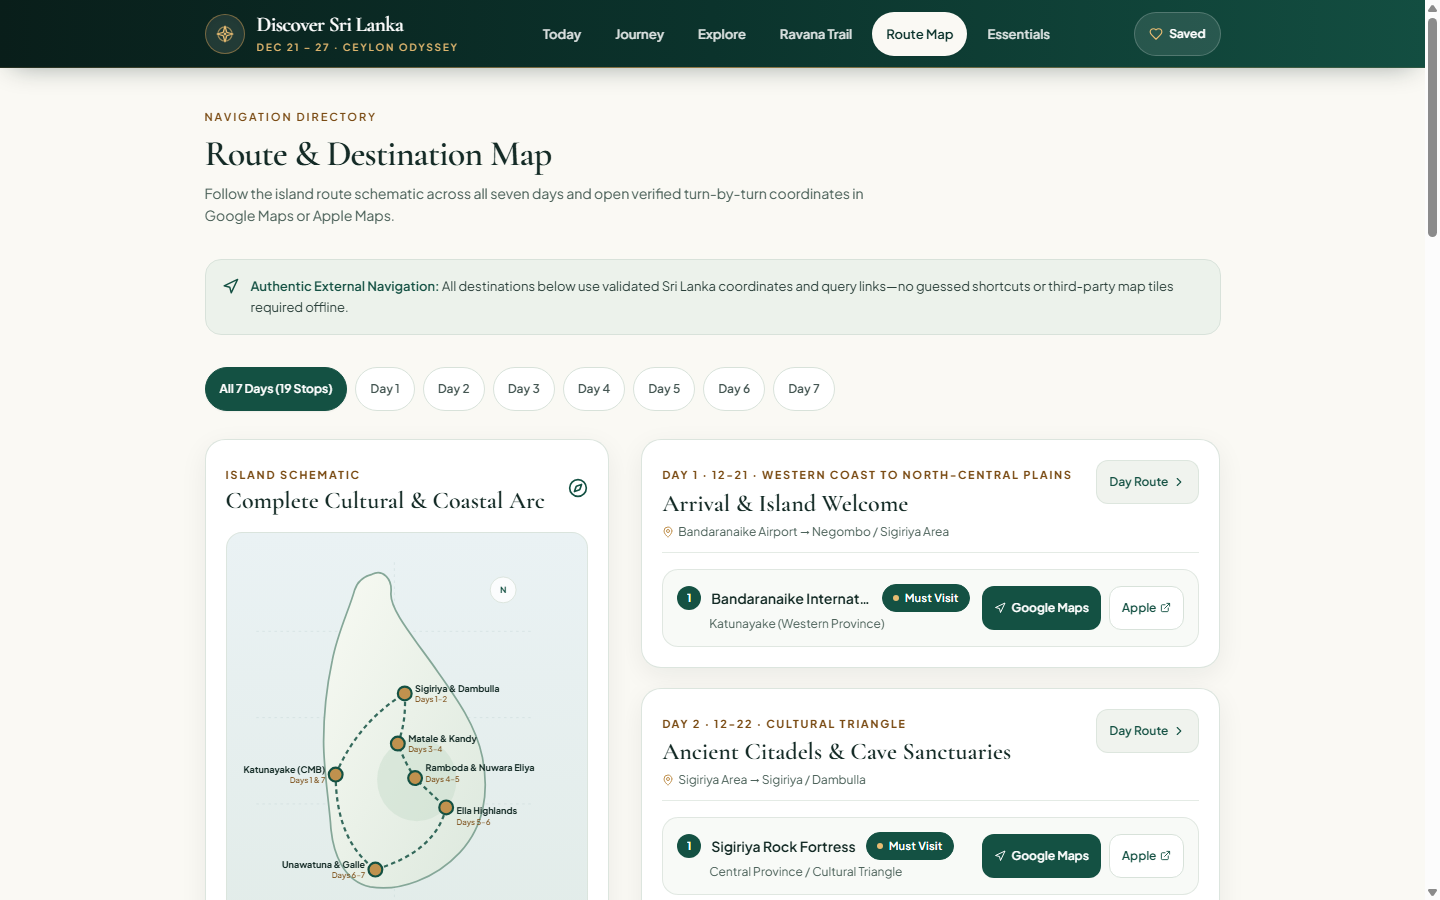 Discover Sri Lanka
DEC 21 – 27 · CEYLON ODYSSEY
Today
Journey
Explore
Ravana Trail
Route Map
Essentials
Saved
NAVIGATION DIRECTORY
Route & Destination Map
Follow the island route schematic across all seven days and open verified turn-by-turn coordinates in
Google Maps or Apple Maps.
Authentic External Navigation: All destinations below use validated Sri Lanka coordinates and query links—no guessed shortcuts or third-party map tiles
required offline.
All 7 Days (19 Stops)
Day 1
Day 2
Day 3
Day 4
Day 5
Day 6
Day 7
ISLAND SCHEMATIC
Complete Cultural & Coastal Arc
N
Sigiriya & Dambulla
Days 1–2
Matale & Kandy
Days 3–4
Ramboda & Nuwara Eliya
Days 4–5
Katunayake (CMB)
Days 1 & 7
Ella Highlands
Days 5–6
Unawatuna & Galle
Days 6–7
DAY 1 · 12-21 · WESTERN COAST TO NORTH-CENTRAL PLAINS
Arrival & Island Welcome
Bandaranaike Airport → Negombo / Sigiriya Area
Day Route
1
Bandaranaike Internat...
Must Visit
Katunayake (Western Province)
Google Maps
Apple
DAY 2 · 12-22 · CULTURAL TRIANGLE
Ancient Citadels & Cave Sanctuaries
Sigiriya Area → Sigiriya / Dambulla
Day Route
1
Sigiriya Rock Fortress
Must Visit
Central Province / Cultural Triangle
Google Maps
Apple